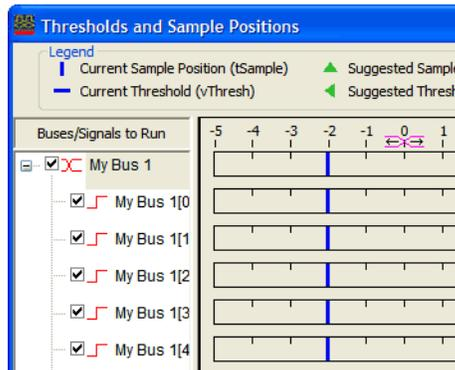 Thresholds and Sample Positions
Legend
Current Sample Position (tSample)
Suggested Sampl
Current Threshold (vThresh)
Suggested Thresh
Buses/Signals to Run
-5 -4 -3 -2 -1 0 1
My Bus 1
My Bus 1[0
My Bus 1[1
My Bus 1[2
My Bus 1[3
My Bus 1[4